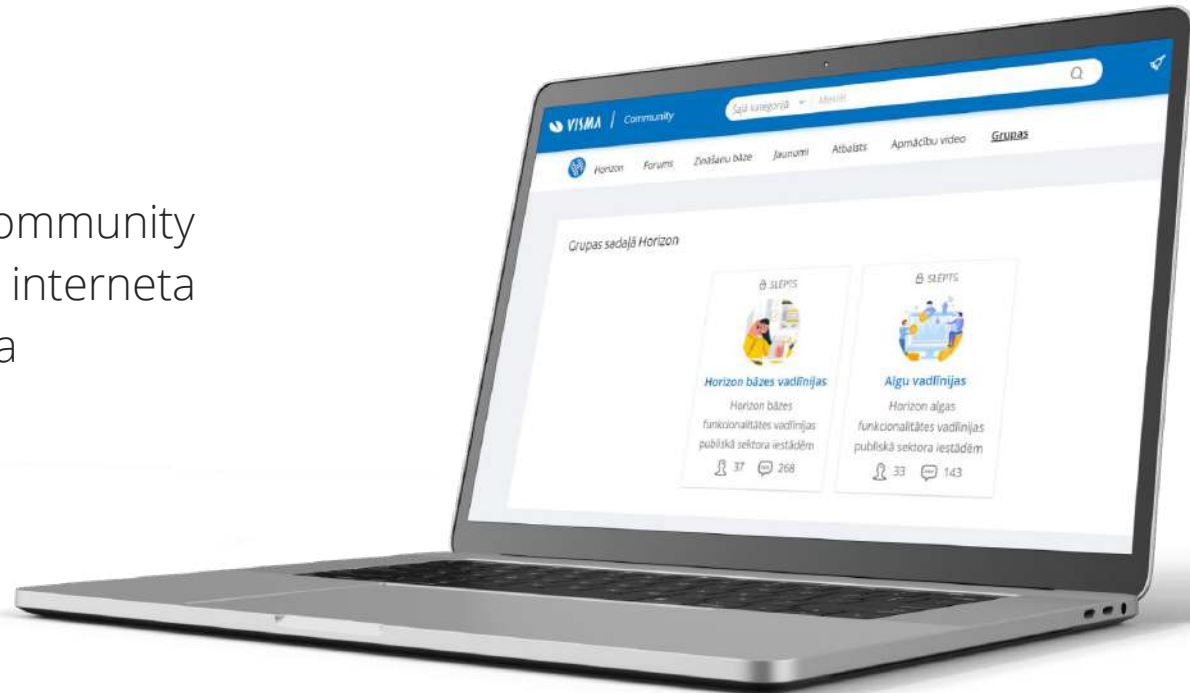 ommunity
interneta
a
VISMA | Community
Šajā kategorijā
Meklēt
Horizon Forums Zināšanu bāze Jaunumi Atbalsts Apmācību video Grupas
Grupas sadaļā Horizon
SLĒPTS
Horizon bāzes vadlīnijas
Horizon bāzes
funkcionalitātes vadlīnijas
publiskā sektora iestādēm
37 268
SLĒPTS
Algu vadlīnijas
Horizon algas
funkcionalitātes vadlīnijas
publiskā sektora iestādēm
33 143